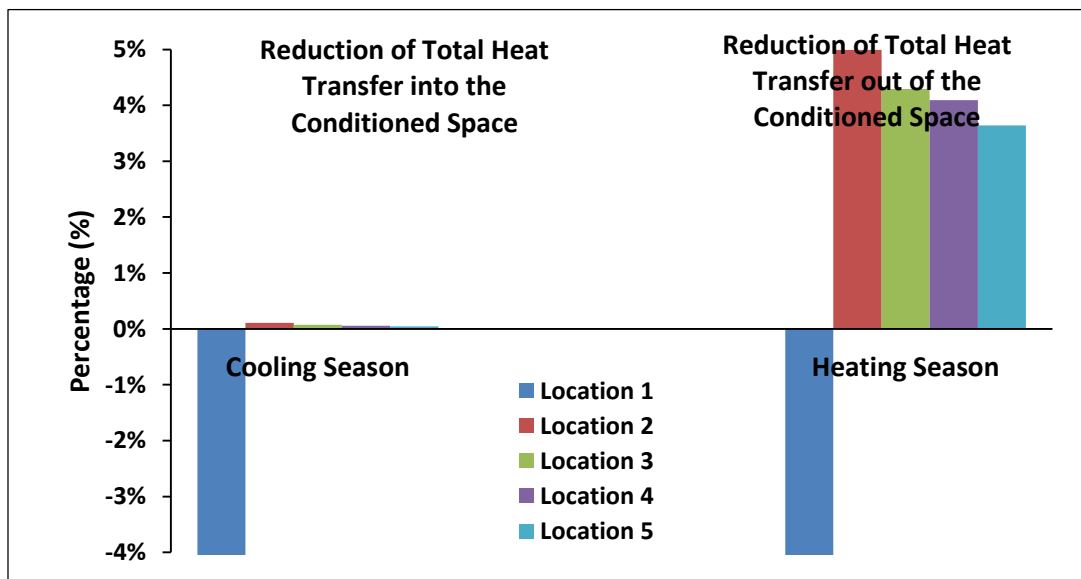 Reduction of Total Heat
Transfer into the
Conditioned Space
Reduction of Total Heat
Transfer out of the
Conditioned Space
Percentage (%)
5%
4%
3%
2%
1%
0%
-1%
-2%
-3%
-4%
Cooling Season
Heating Season
Location 1
Location 2
Location 3
Location 4
Location 5